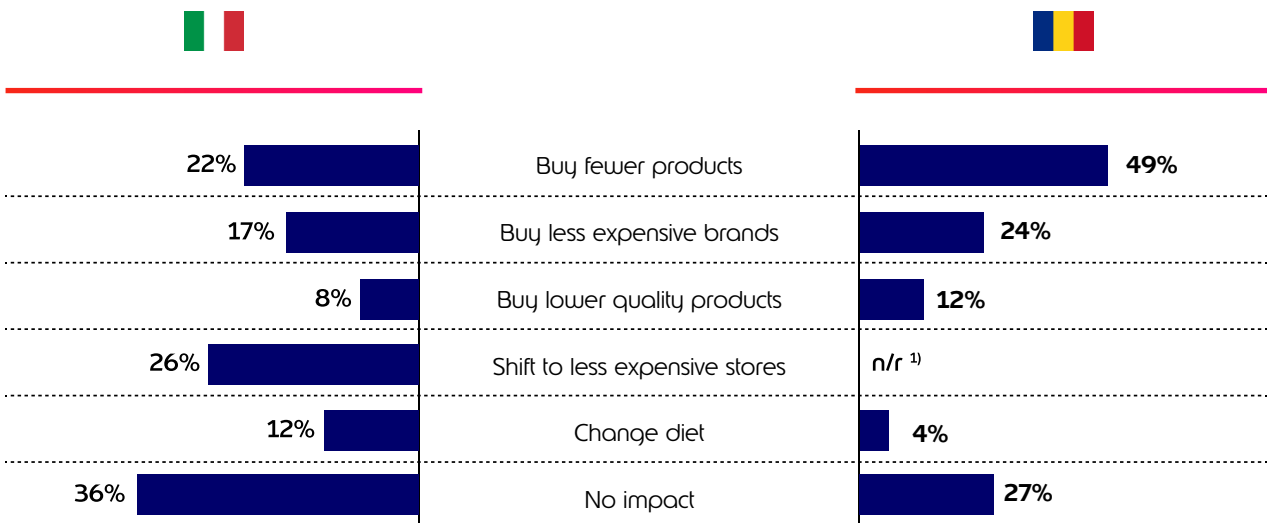 22% Buy fewer products 49%
17% Buy less expensive brands 24%
8% Buy lower quality products 12%
26% Shift to less expensive stores n/r ¹⁾
12% Change diet 4%
36% No impact 27%